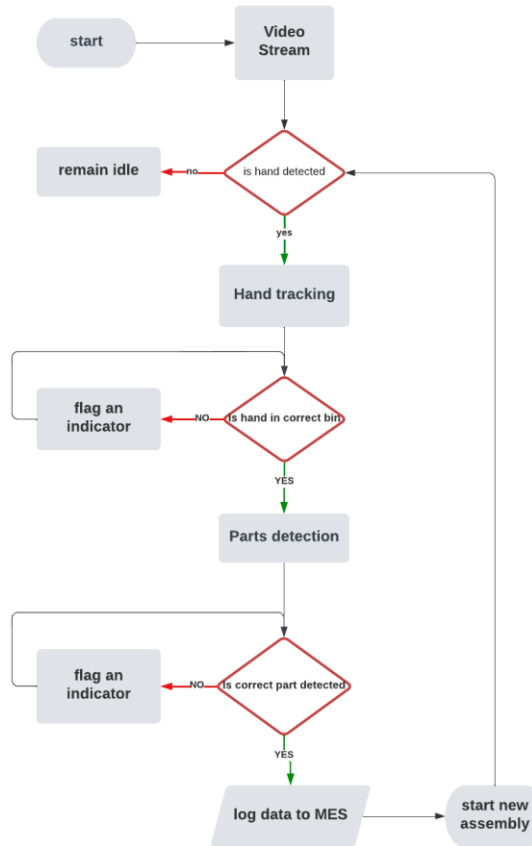 start
Video
Stream
is hand detected
no
remain idle
yes
Hand tracking
Is hand in correct bin
NO
flag an
indicator
YES
Parts detection
Is correct part detected
NO
flag an
indicator
YES
log data to MES
start new
assembly